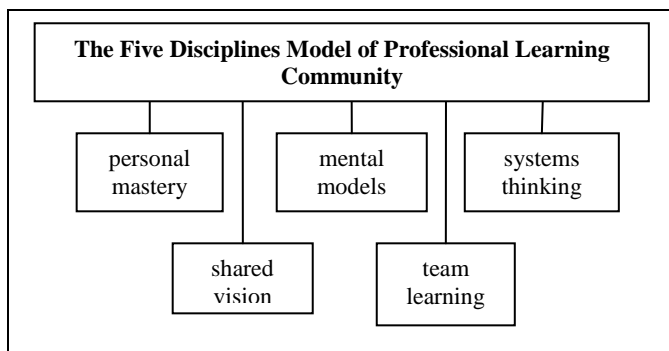 The Five Disciplines Model of Professional Learning
Community
personal
mastery
mental
models
systems
thinking
shared
vision
team
learning